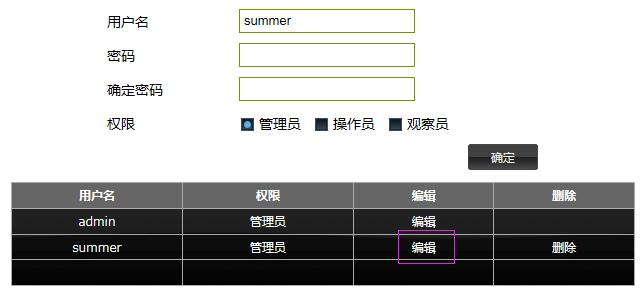 用户名 summer
密码
确定密码
权限 管理员 操作员 观察员
确定
用户名 权限 编辑 删除
admin 管理员 编辑
summer 管理员 编辑 删除